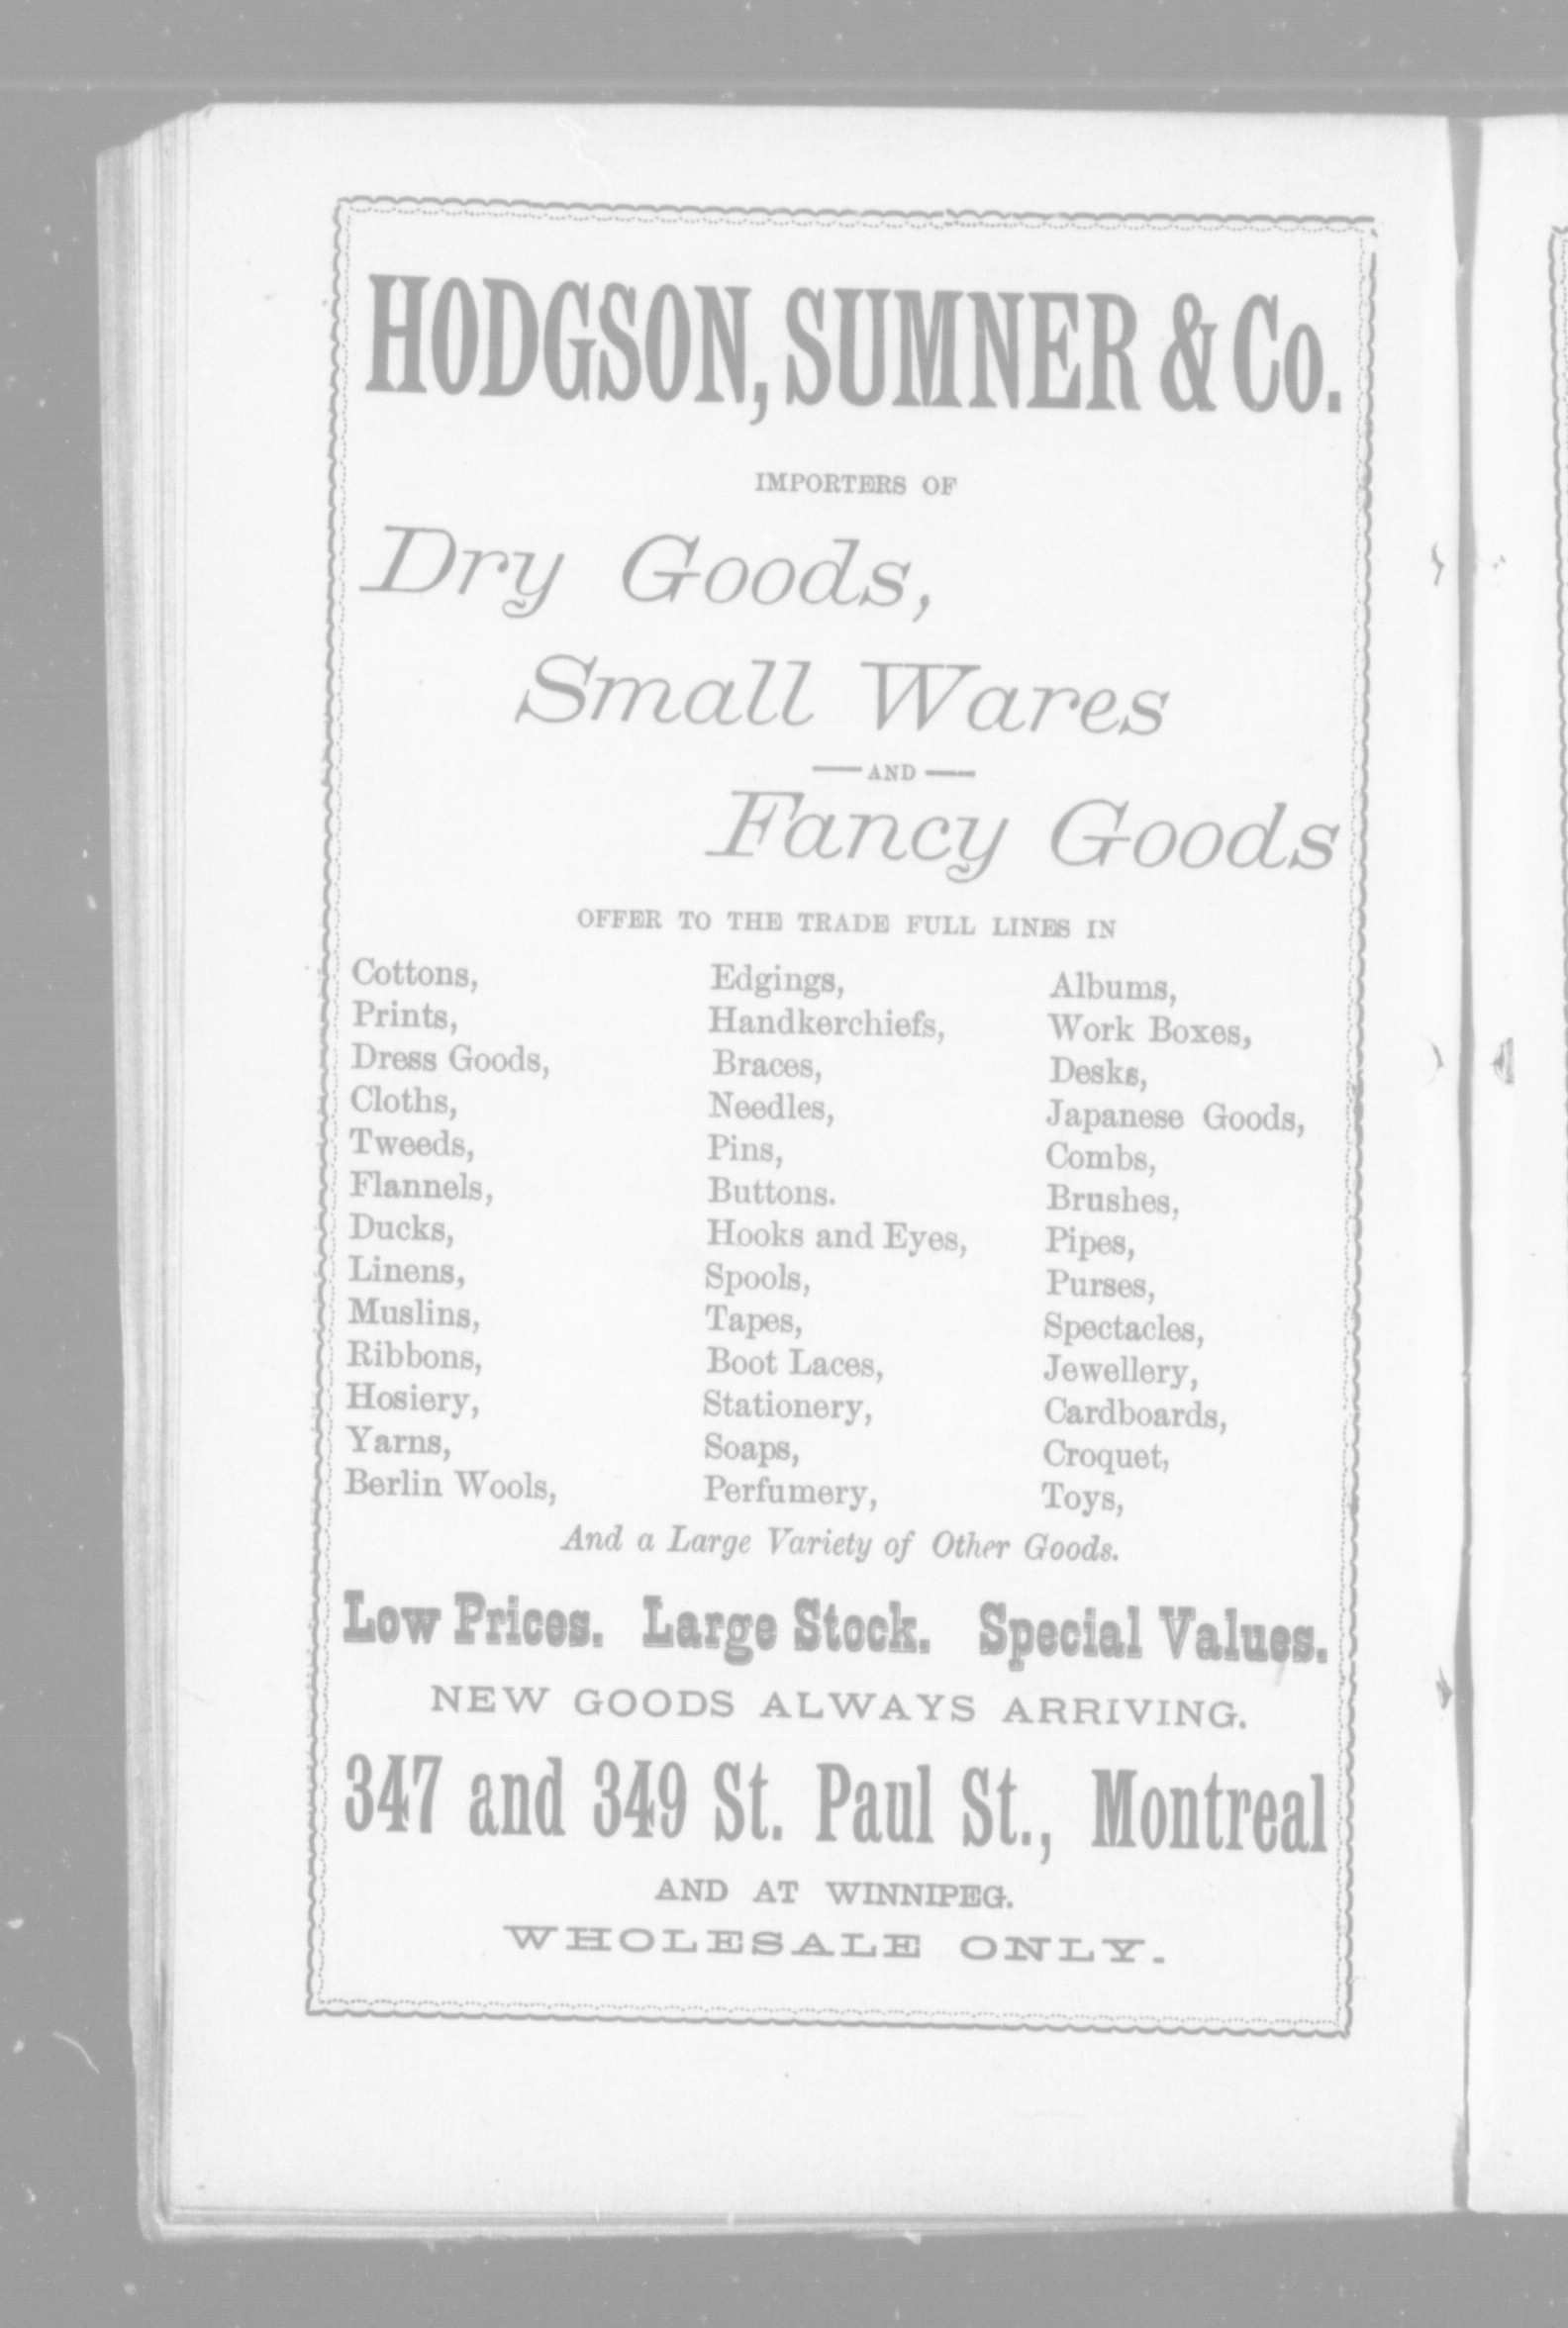 HODGSON, SUMNER & Co.
IMPORTERS OF
Dry Goods,
Small Wares
— AND —
Fancy Goods
OFFER TO THE TRADE FULL LINES IN
Cottons,
Prints,
Dress Goods,
Cloths,
Tweeds,
Flannels,
Ducks,
Linens,
Muslins,
Ribbons,
Hosiery,
Yarns,
Berlin Wools,
Edgings,
Handkerchiefs,
Braces,
Needles,
Pins,
Buttons.
Hooks and Eyes,
Spools,
Tapes,
Boot Laces,
Stationery,
Soaps,
Perfumery,
Albums,
Work Boxes,
Desks,
Japanese Goods,
Combs,
Brushes,
Pipes,
Purses,
Spectacles,
Jewellery,
Cardboards,
Croquet,
Toys,
And a Large Variety of Other Goods.
Low Prices. Large Stock. Special Values.
NEW GOODS ALWAYS ARRIVING.
347 and 349 St. Paul St., Montreal
AND AT WINNIPEG.
WHOLESALE ONLY.